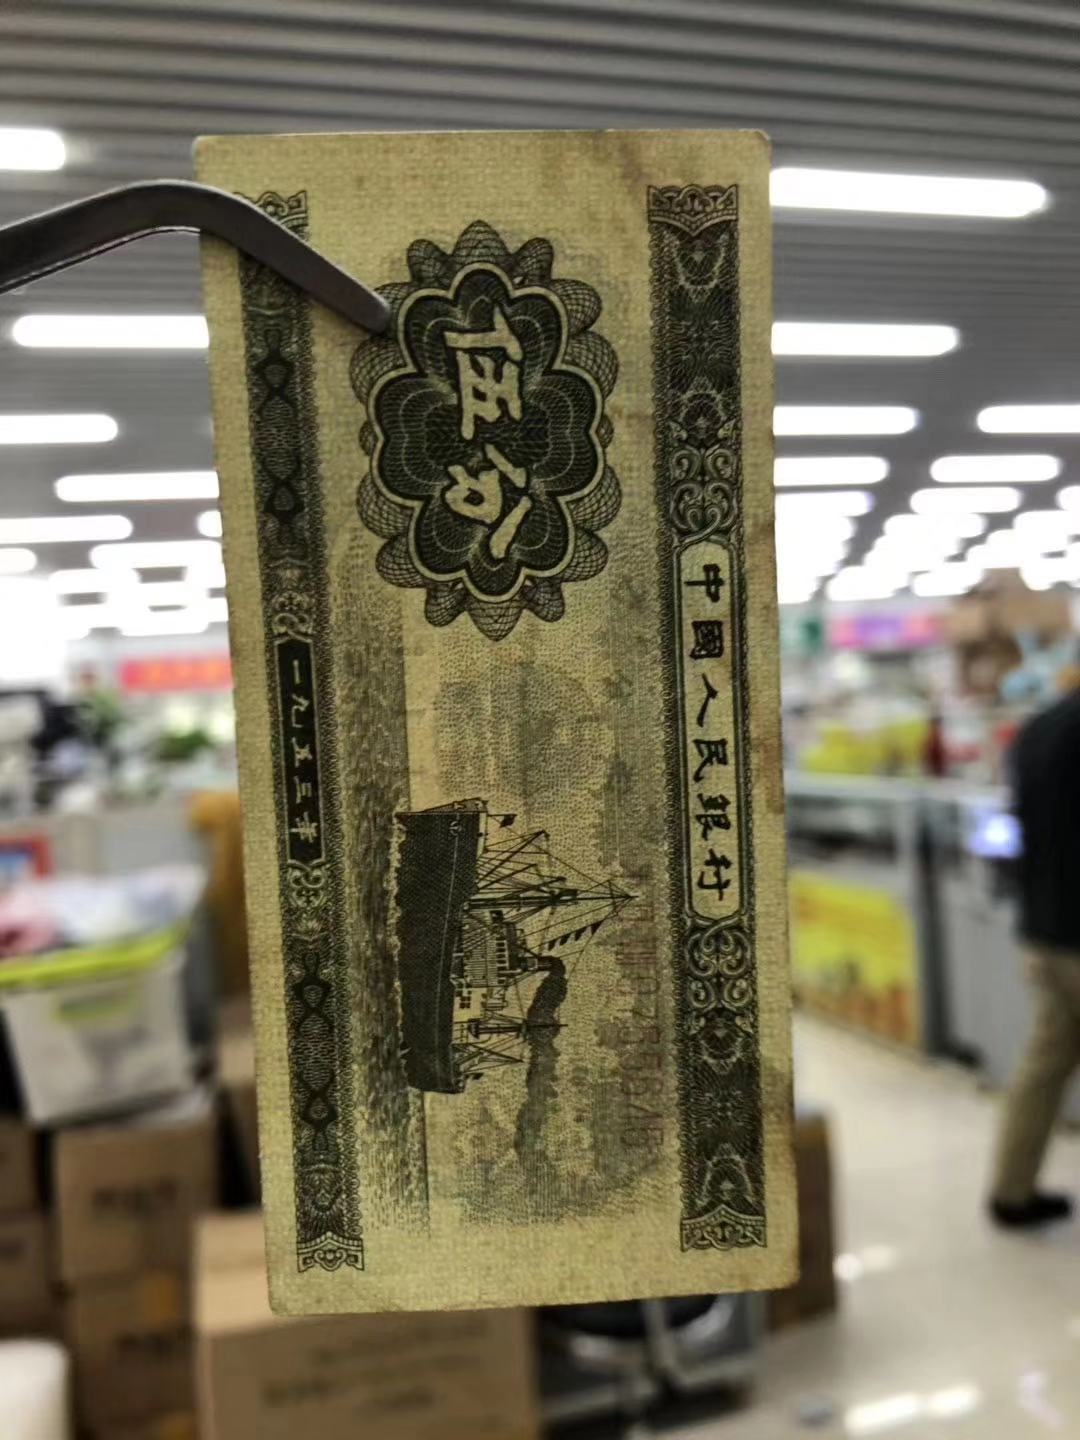 中國人民銀行
伍分
一九五三年